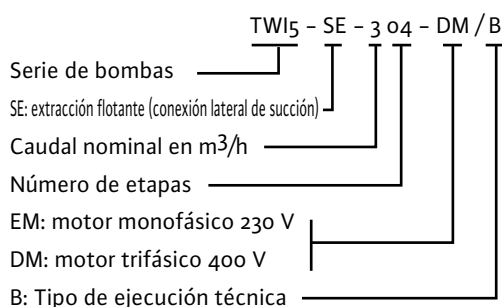 TWI5 - SE - 3 04 - DM / B
Serie de bombas
SE: extracción flotante (conexión lateral de succión)
Caudal nominal en m³/h
Número de etapas
EM: motor monofásico 230 V
DM: motor trifásico 400 V
B: Tipo de ejecución técnica